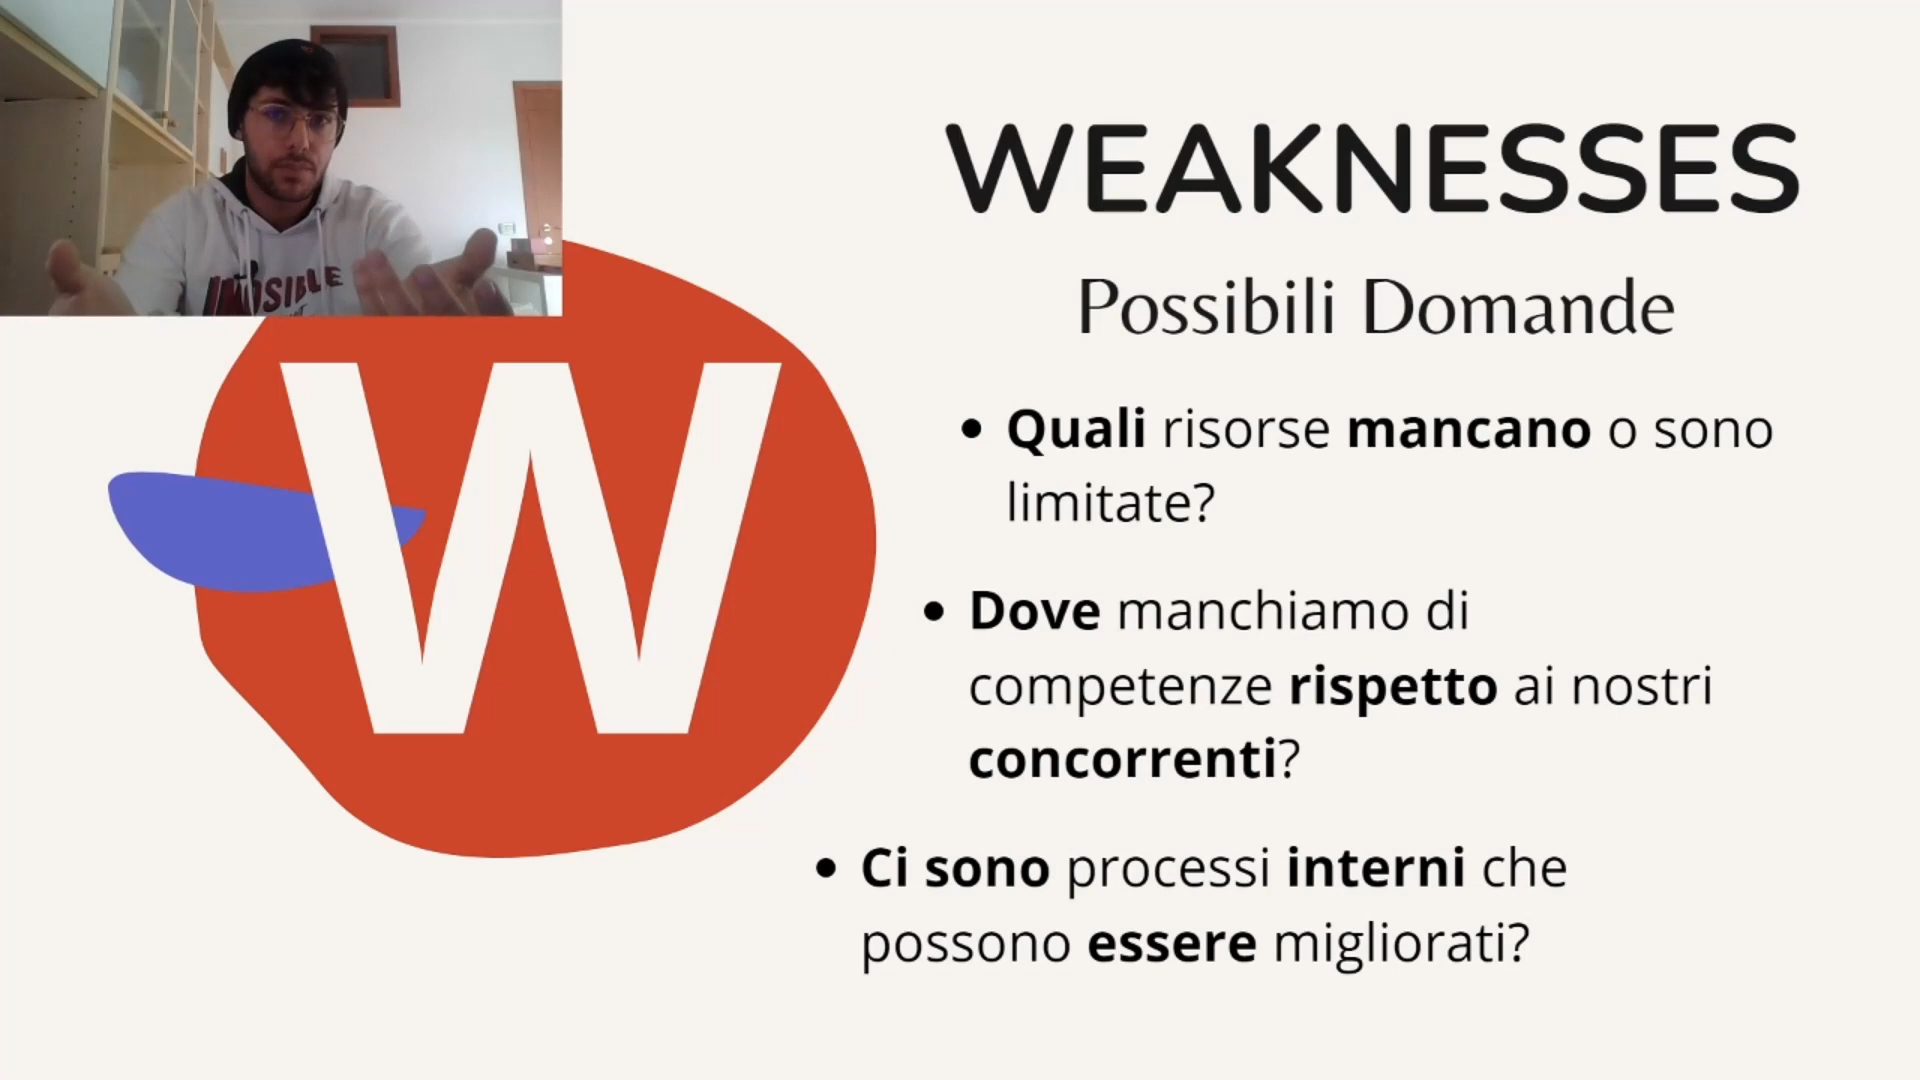 WEAKNESSES
Possibili Domande
W
• Quali risorse mancano o sono
limitate?
• Dove manchiamo di
competenze rispetto ai nostri
concorrenti?
• Ci sono processi interni che
possono essere migliorati?